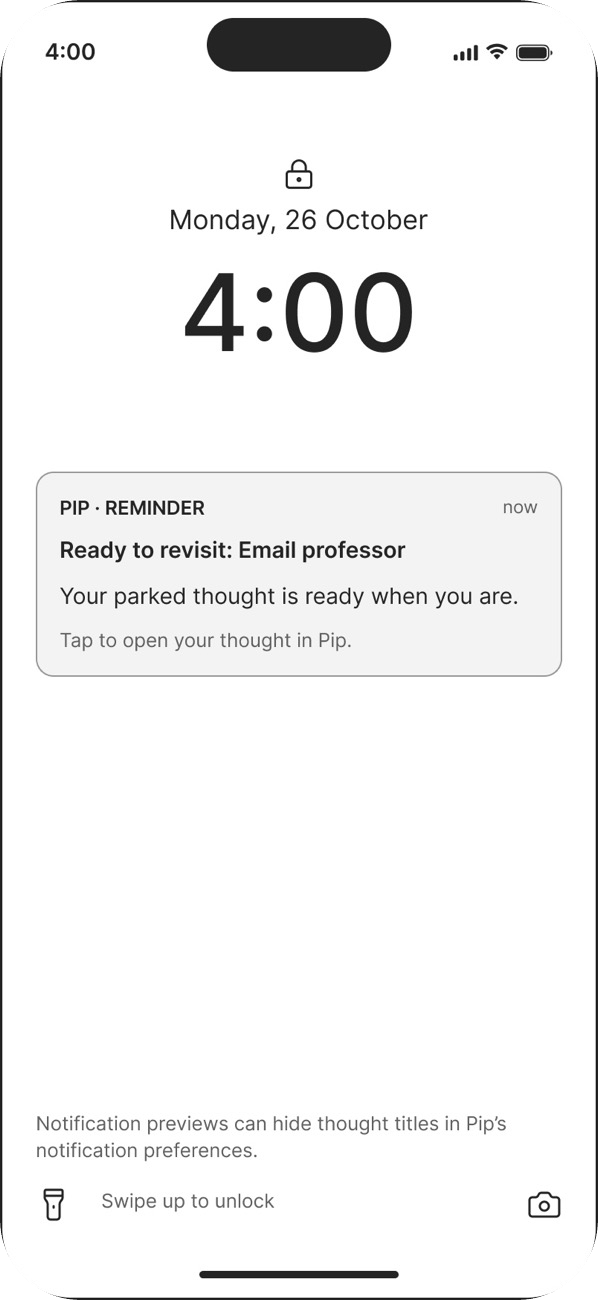 4:00
Monday, 26 October
4:00
PIP · REMINDER now
Ready to revisit: Email professor
Your parked thought is ready when you are.
Tap to open your thought in Pip.
Notification previews can hide thought titles in Pip’s
notification preferences.
Swipe up to unlock